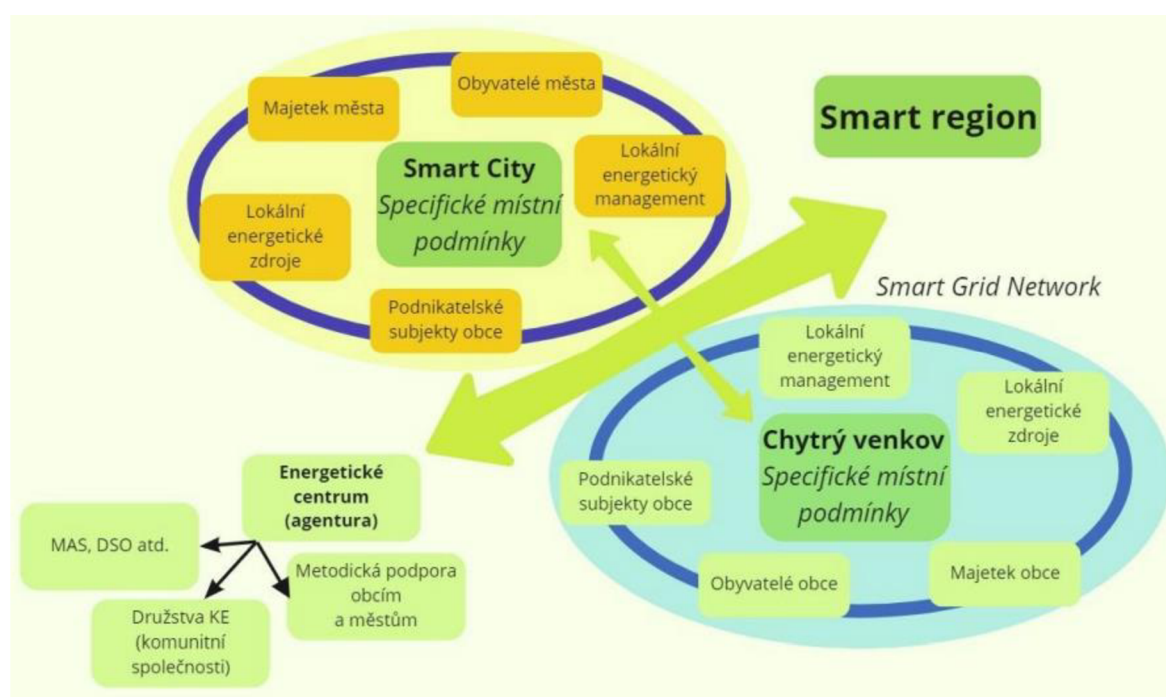 Obyvatelé města
Majetek města
Smart region
Lokální
energetický
management
Smart City
Specifické místní
podmínky
Lokální
energetické
zdroje
Podnikatelské
subjekty obce
Smart Grid Network
Lokální
energetický
management
Lokální
energetické
zdroje
Chytrý venkov
Specifické místní
podmínky
Podnikatelské
subjekty obce
Obyvatelé obce
Majetek obce
Energetické
centrum
(agentura)
MAS, DSO atd.
Metodická podpora
obcím
a městům
Družstva KE
(komunitní
společnosti)